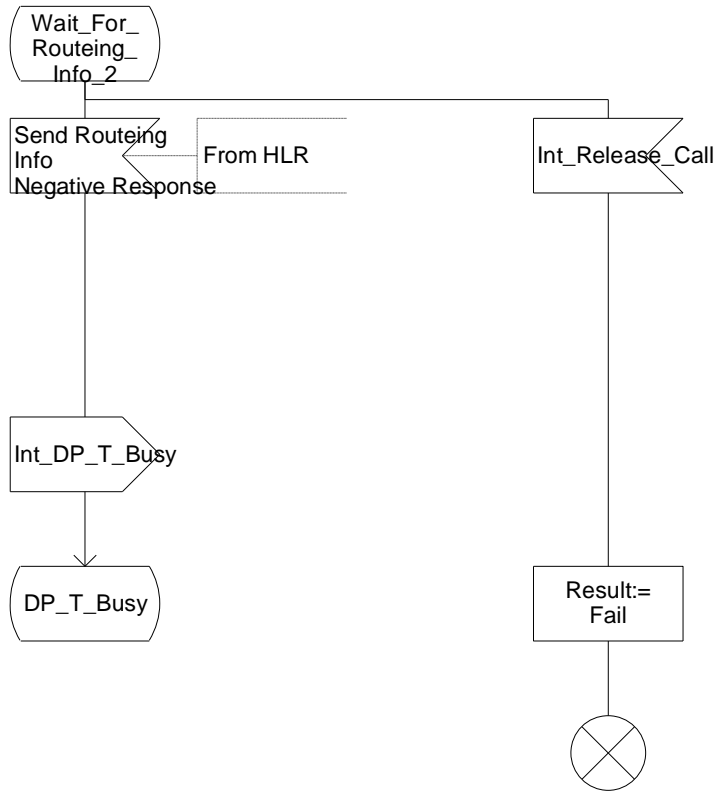 Wait_For_
Routeing_
Info_2
Send Routeing
Info
Negative Response
From HLR
Int_Release_Call
Int_DP_T_Busy
DP_T_Busy
Result:=
Fail